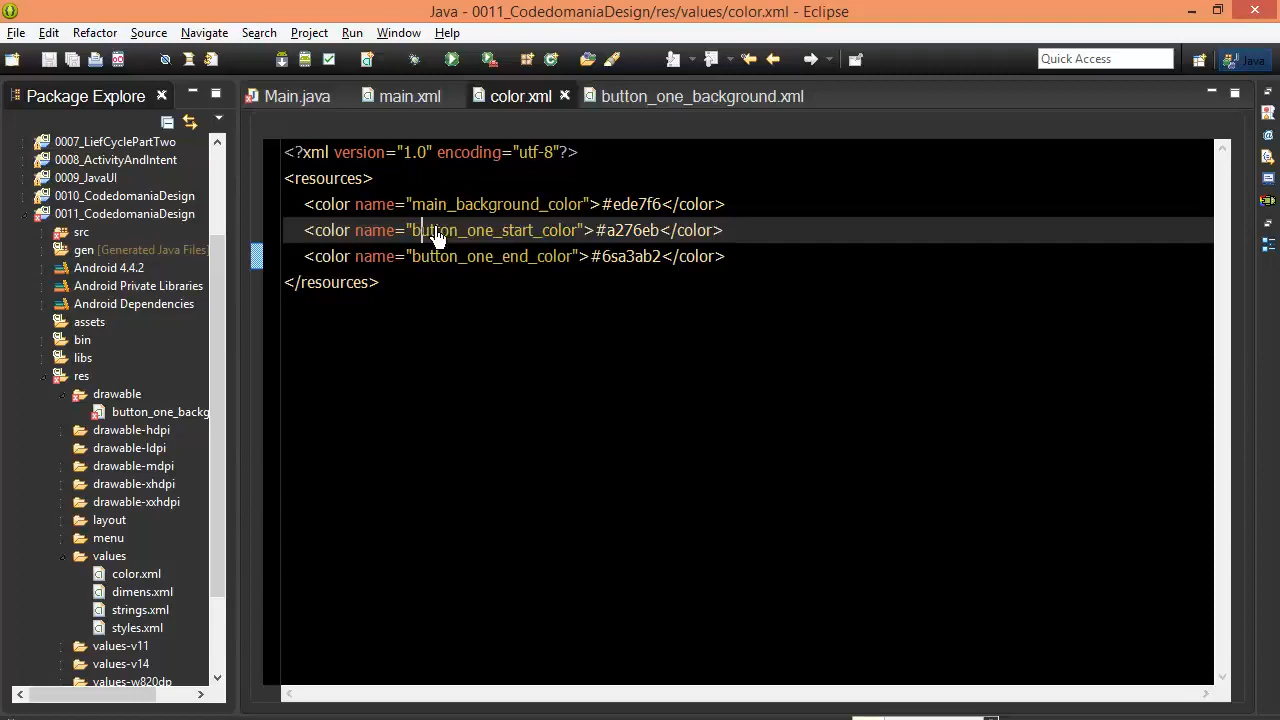 Java - 0011_CodedomaniaDesign/res/values/color.xml - Eclipse
File Edit Refactor Source Navigate Search Project Run Window Help
Quick Access
Java
Package Explorer
Main.java main.xml color.xml button_one_background.xml
0007_LiefCyclePartTwo
0008_ActivityAndIntent
0009_JavaUI
0010_CodedomaniaDesign
0011_CodedomaniaDesign
src
gen [Generated Java Files]
Android 4.4.2
Android Private Libraries
Android Dependencies
assets
bin
libs
res
drawable
button_one_backg
drawable-hdpi
drawable-ldpi
drawable-mdpi
drawable-xhdpi
drawable-xxhdpi
layout
menu
values
color.xml
dimens.xml
strings.xml
styles.xml
values-v11
values-v14
values-w820dp
<?xml version="1.0" encoding="utf-8"?>
<resources>
<color name="main_background_color">#ede7f6</color>
<color name="button_one_start_color">#a276eb</color>
<color name="button_one_end_color">#6sa3ab2</color>
</resources>